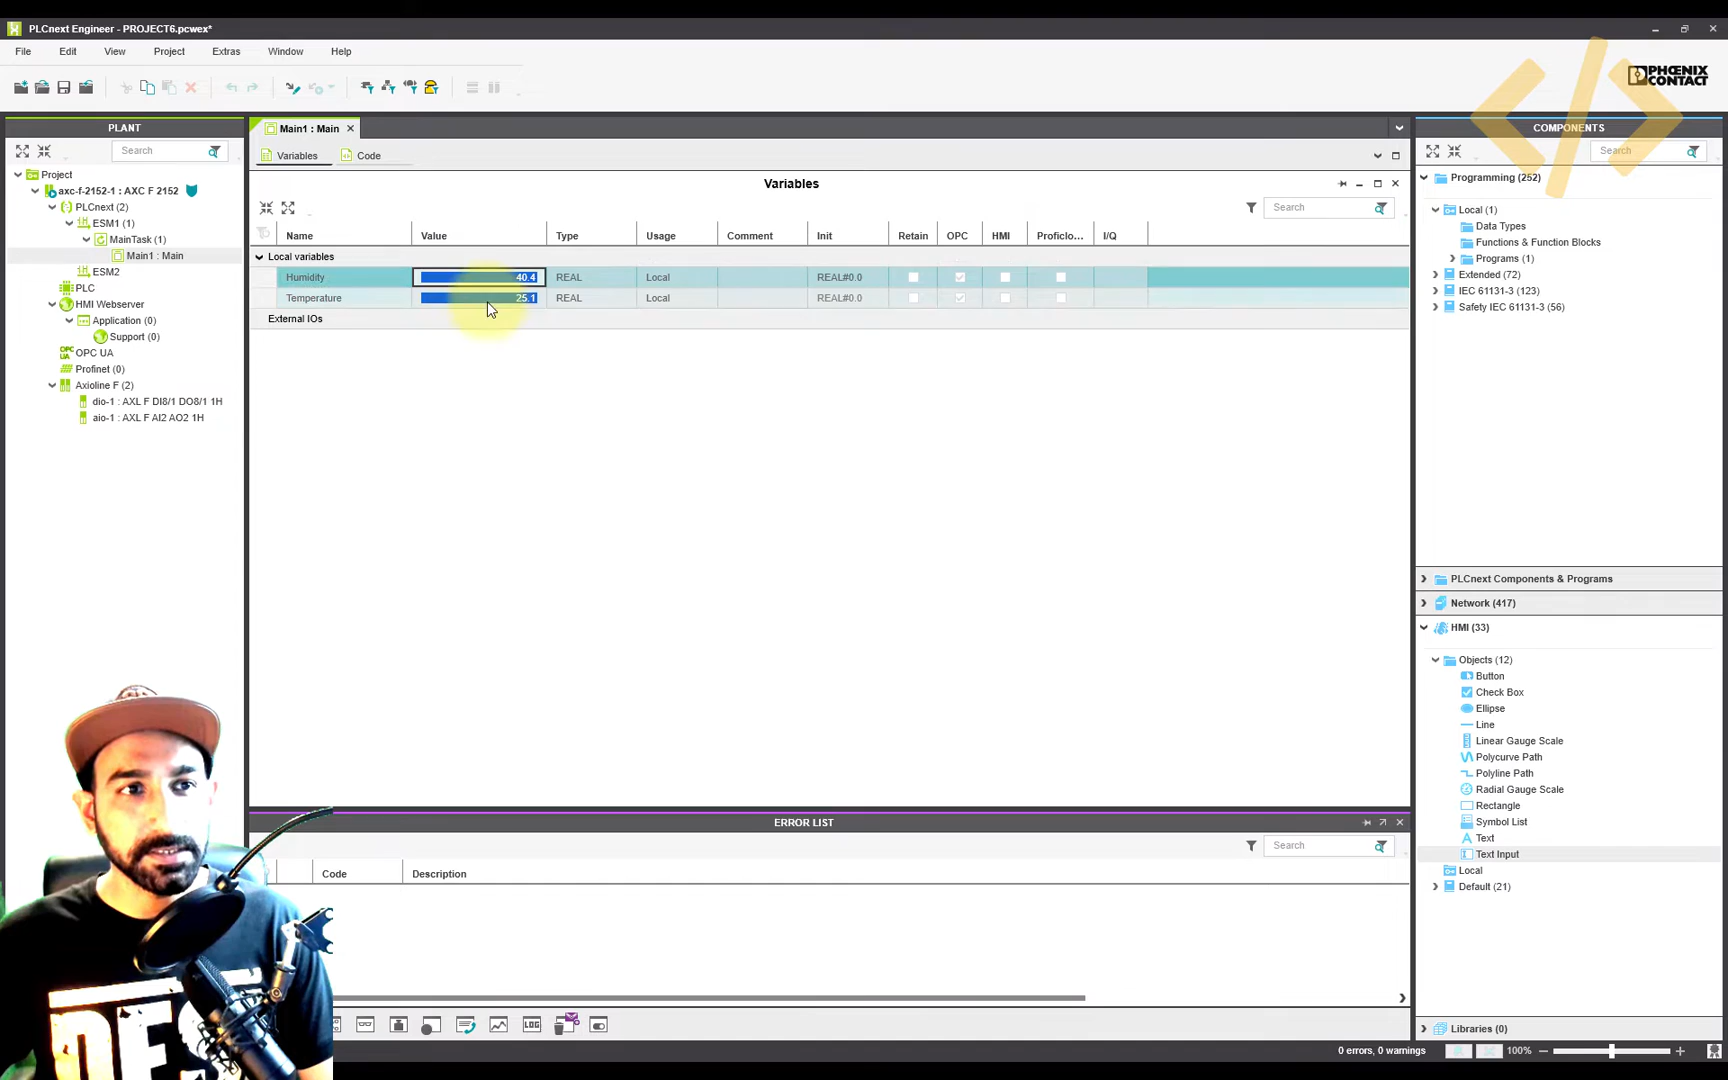 PLCnext Engineer - PROJECT6.pcwex*
File Edit View Project Extras Window Help
PHŒNIX
CONTACT
PLANT
Search
Project
axc-f-2152-1 : AXC F 2152
PLCnext (2)
ESM1 (1)
MainTask (1)
Main1 : Main
ESM2
PLC
HMI Webserver
Application (0)
Support (0)
OPC UA
OPC UA
Profinet (0)
Axioline F (2)
dio-1 : AXL F DI8/1 DO8/1 1H
aio-1 : AXL F AI2 AO2 1H
Main1 : Main
Variables Code
Variables
Search
Name Value Type Usage Comment Init Retain OPC HMI Proficlo... I/Q
Local variables
Humidity 40.4 REAL Local REAL#0.0
Temperature 25.1 REAL Local REAL#0.0
External IOs
ERROR LIST
Search
Code Description
LOG
COMPONENTS
Search
Programming (252)
Local (1)
Data Types
Functions & Function Blocks
Programs (1)
Extended (72)
IEC 61131-3 (123)
Safety IEC 61131-3 (56)
PLCnext Components & Programs
Network (417)
HMI (33)
Objects (12)
Button
Check Box
Ellipse
Line
Linear Gauge Scale
Polycurve Path
Polyline Path
Radial Gauge Scale
Rectangle
Symbol List
Text
Text Input
Local
Default (21)
Libraries (0)
0 errors, 0 warnings 100%